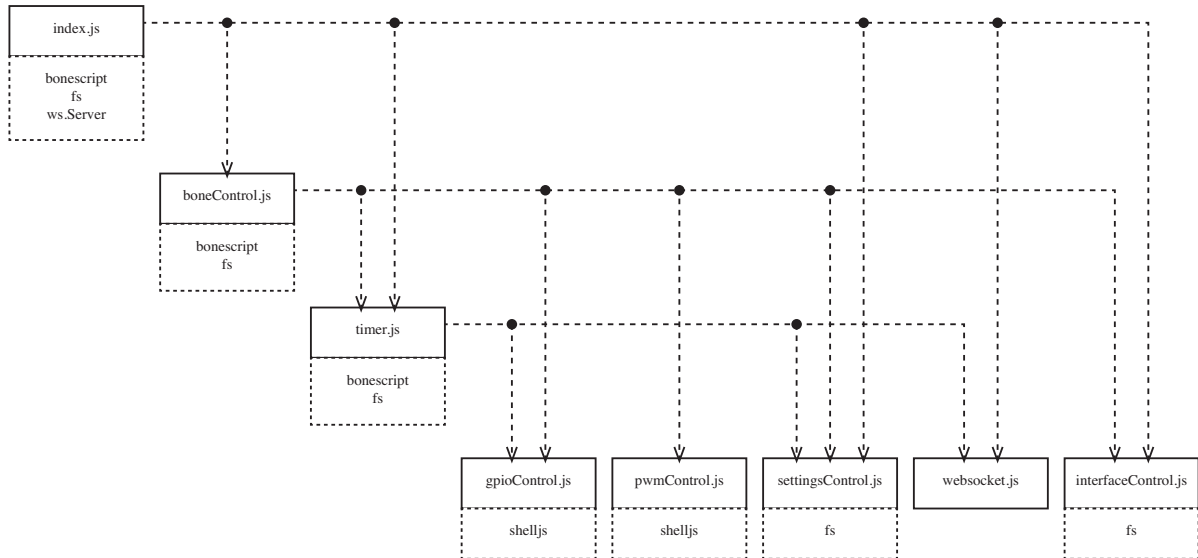 index.js
bonescript
fs
ws.Server
boneControl.js
bonescript
fs
timer.js
bonescript
fs
gpioControl.js
pwmControl.js
settingsControl.js
websocket.js
interfaceControl.js
shelljs
shelljs
fs
fs